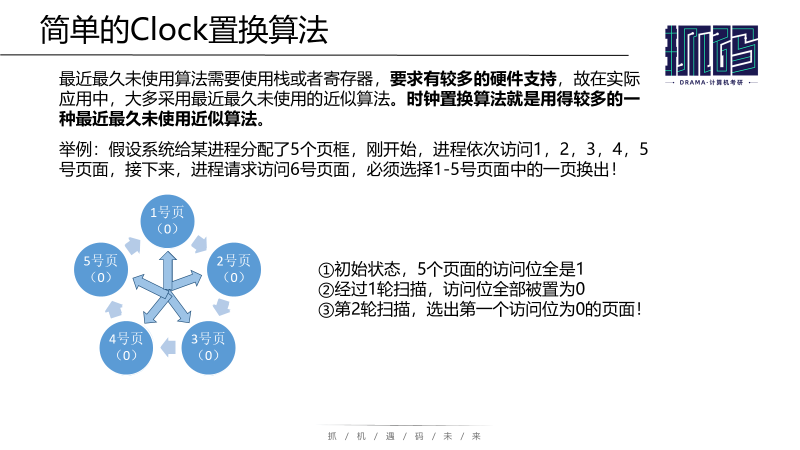 简单的Clock置换算法
抓码
DRAMA·计算机考研
最近最久未使用算法需要使用栈或者寄存器，要求有较多的硬件支持，故在实际
应用中，大多采用最近最久未使用的近似算法。时钟置换算法就是用得较多的一
种最近最久未使用近似算法。
举例：假设系统给某进程分配了5个页框，刚开始，进程依次访问1，2，3，4，5
号页面，接下来，进程请求访问6号页面，必须选择1-5号页面中的一页换出！
1号页
（0）
2号页
（0）
3号页
（0）
4号页
（0）
5号页
（0）
①初始状态，5个页面的访问位全是1
②经过1轮扫描，访问位全部被置为0
③第2轮扫描，选出第一个访问位为0的页面！
抓 / 机 / 遇 / 码 / 未 / 来